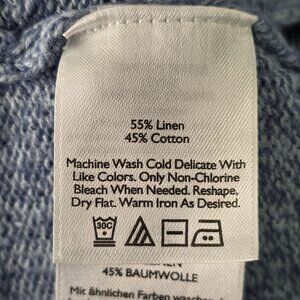 55% Linen
45% Cotton
Machine Wash Cold Delicate With
Like Colors. Only Non-Chlorine
Bleach When Needed. Reshape,
Dry Flat. Warm Iron As Desired.
30C
45% BAUMWOLLE
Mit ähnlichen Farben